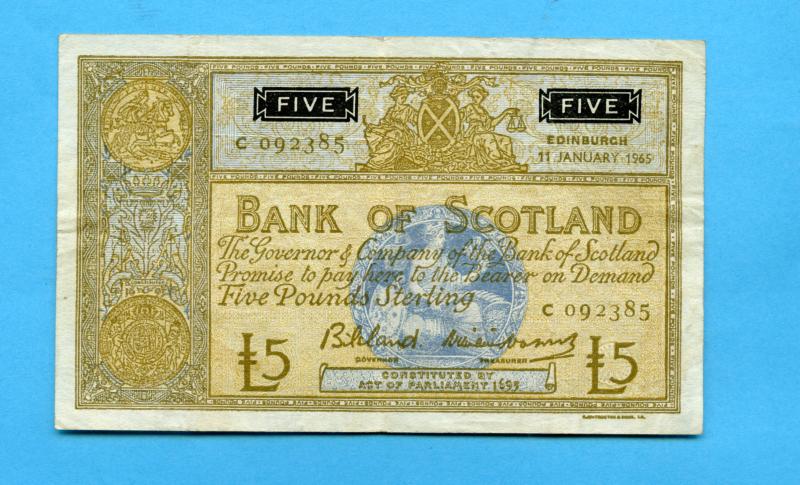 FIVE
FIVE
C 092385
EDINBURGH
11 JANUARY 1965
BANK OF SCOTLAND
The Governor & Company of the Bank of Scotland
Promise to pay here to the Bearer on Demand
Five Pounds Sterling
C 092385
GOVERNOR
TREASURER
£5
£5
CONSTITUTED BY
ACT OF PARLIAMENT 1695